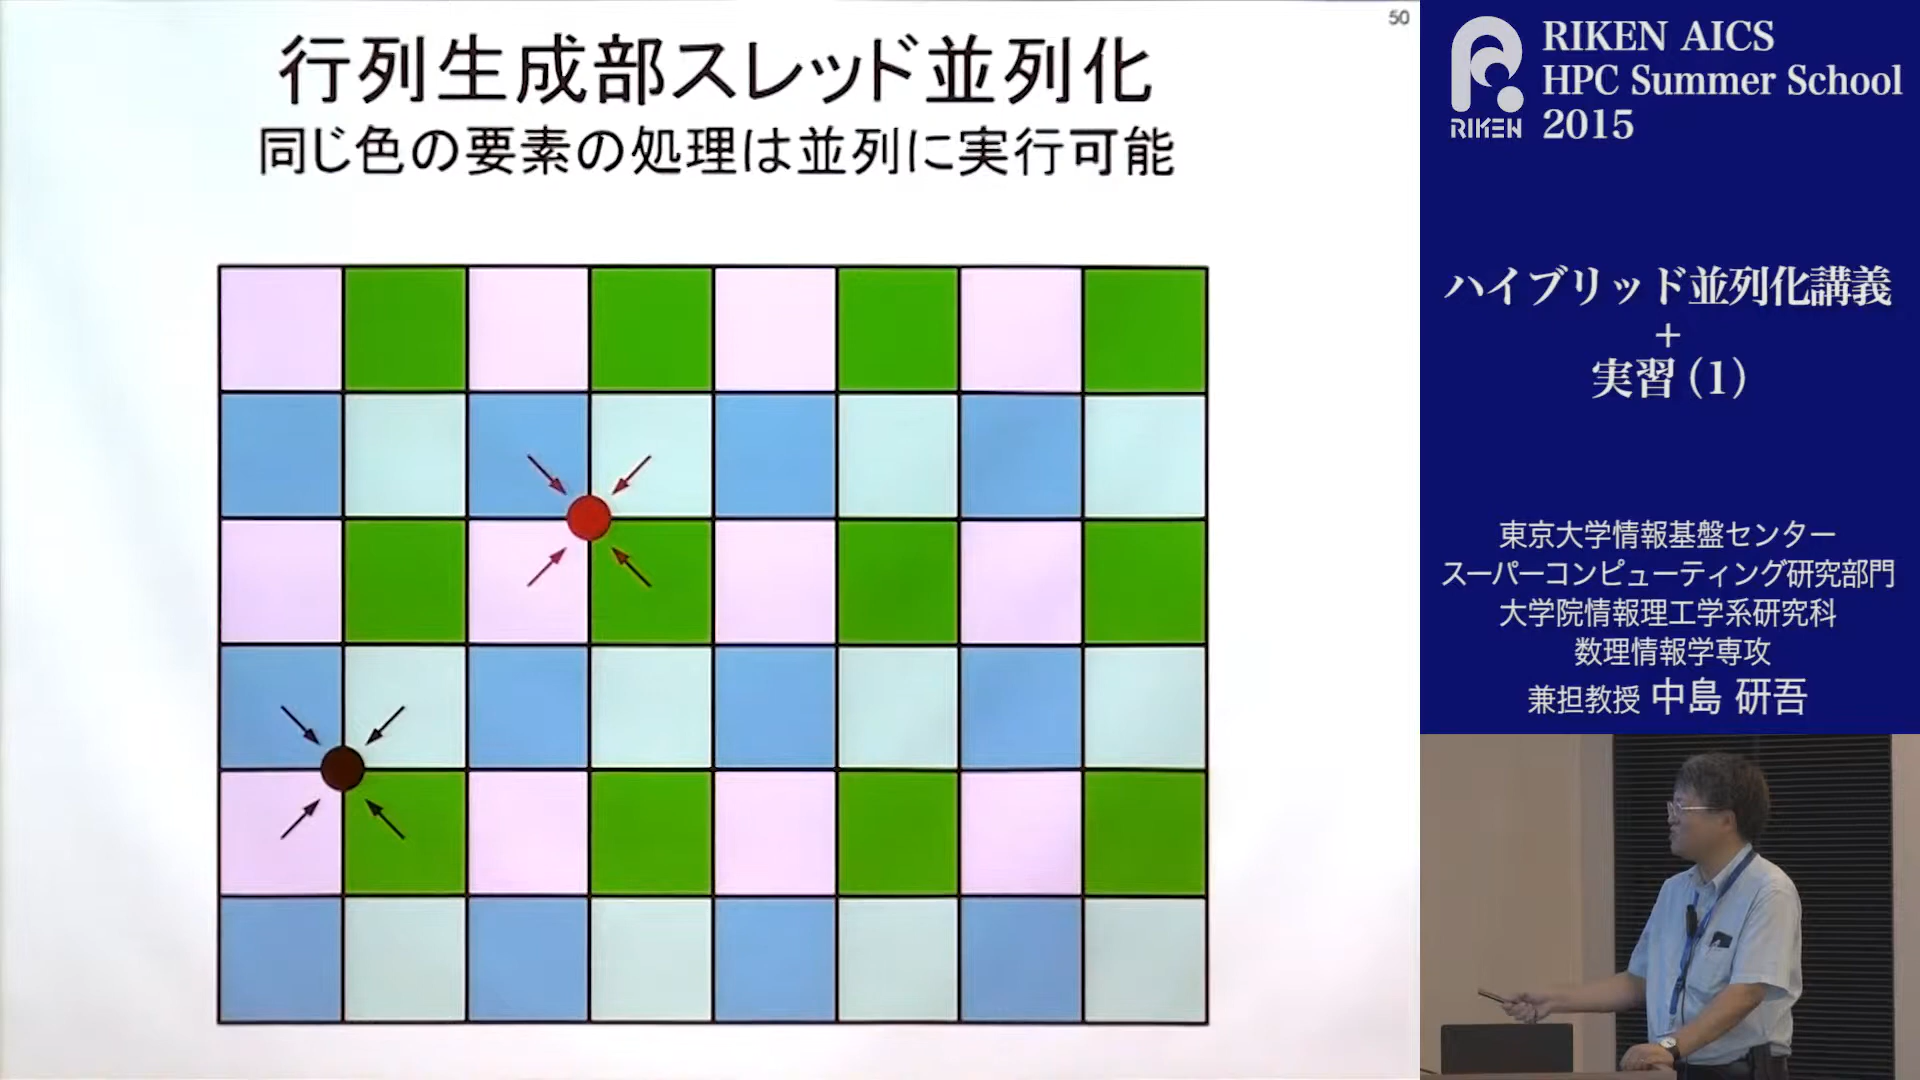 50
行列生成部スレッド並列化
同じ色の要素の処理は並列に実行可能
RIKEN
RIKEN AICS
HPC Summer School
2015
ハイブリッド並列化講義
+
実習(1)
東京大学情報基盤センター
スーパーコンピューティング研究部門
大学院情報理工学系研究科
数理情報学専攻
兼担教授 中島 研吾